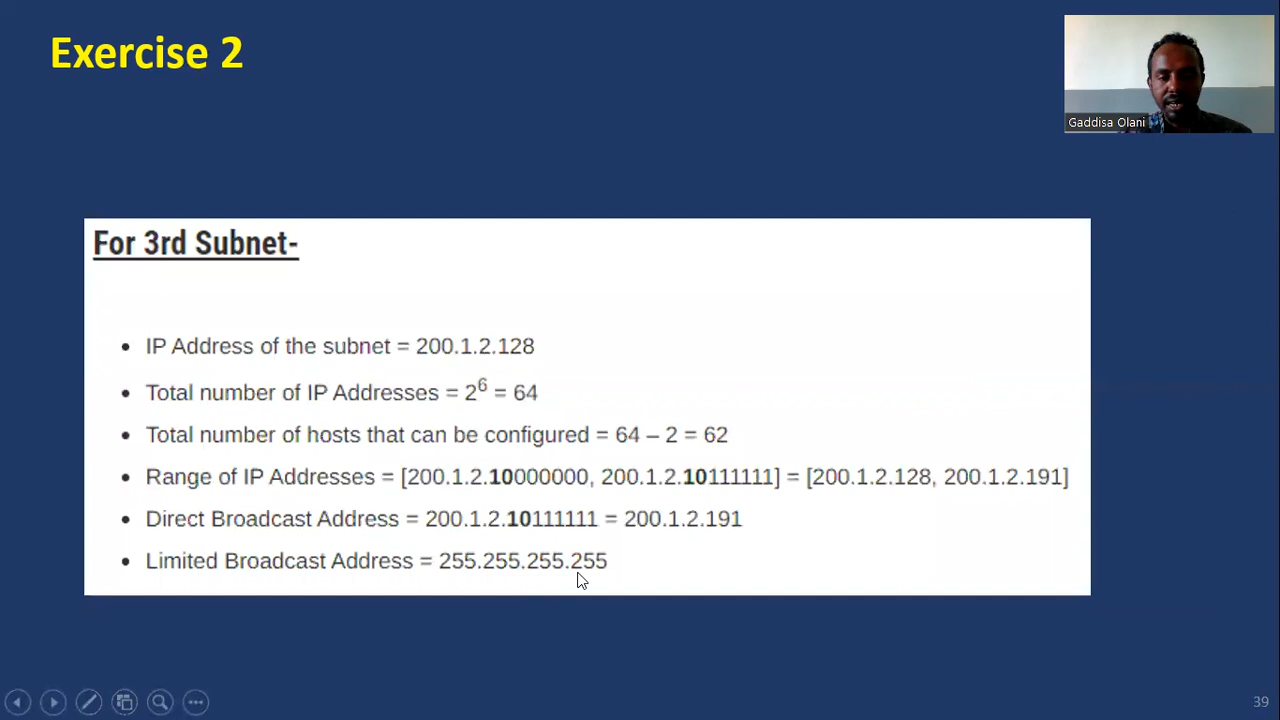 Exercise 2
Gaddisa Olani
For 3rd Subnet-
• IP Address of the subnet = 200.1.2.128
• Total number of IP Addresses = 2⁶ = 64
• Total number of hosts that can be configured = 64 – 2 = 62
• Range of IP Addresses = [200.1.2.10000000, 200.1.2.10111111] = [200.1.2.128, 200.1.2.191]
• Direct Broadcast Address = 200.1.2.10111111 = 200.1.2.191
• Limited Broadcast Address = 255.255.255.255
39